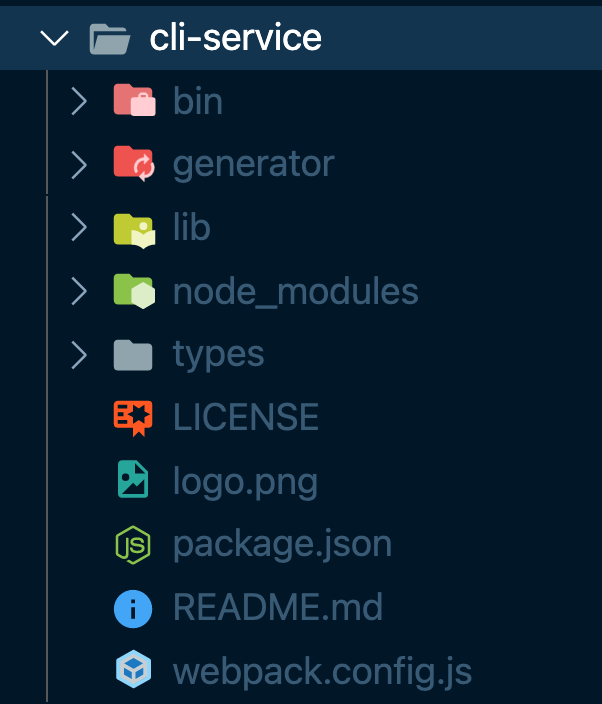 cli-service
bin
generator
lib
node_modules
types
LICENSE
logo.png
package.json
README.md
webpack.config.js